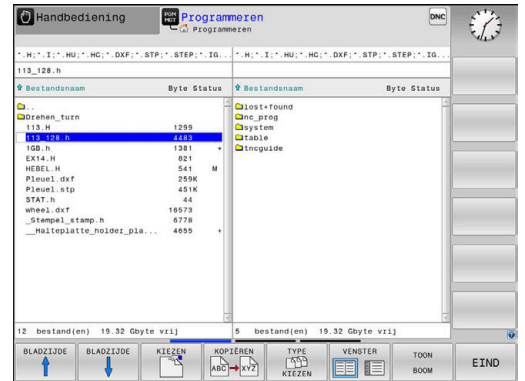 Handbediening
PGM MGT Programmeren
Programmeren
DNC
*.H;*.I;*.HU;*.HC;*.DXF;*.STP;*.STEP;*.IG...
*.H;*.I;*.HU;*.HC;*.DXF;*.STP;*.STEP;*.IG...
113_128.h
Bestandsnaam Byte Status
..
Drehen_turn
113.H 1299
113_128.h 4483
1GB.h 1381 +
EX14.H 821
HEBEL.H 541 M
Pleuel.dxf 259K
Pleuel.stp 451K
STAT.h 44
wheel.dxf 16573
_Stempel_stamp.h 6778
__Halteplatte_holder_pla... 4655 +
12 bestand(en) 19.32 Gbyte vrij
Bestandsnaam Byte Status
lost+found
nc_prog
system
table
tncguide
5 bestand(en) 19.32 Gbyte vrij
BLADZIJDE
BLADZIJDE
KIEZEN
KOPIËREN
ABC XYZ
TYPE
KIEZEN
VENSTER
TOON
BOOM
EIND